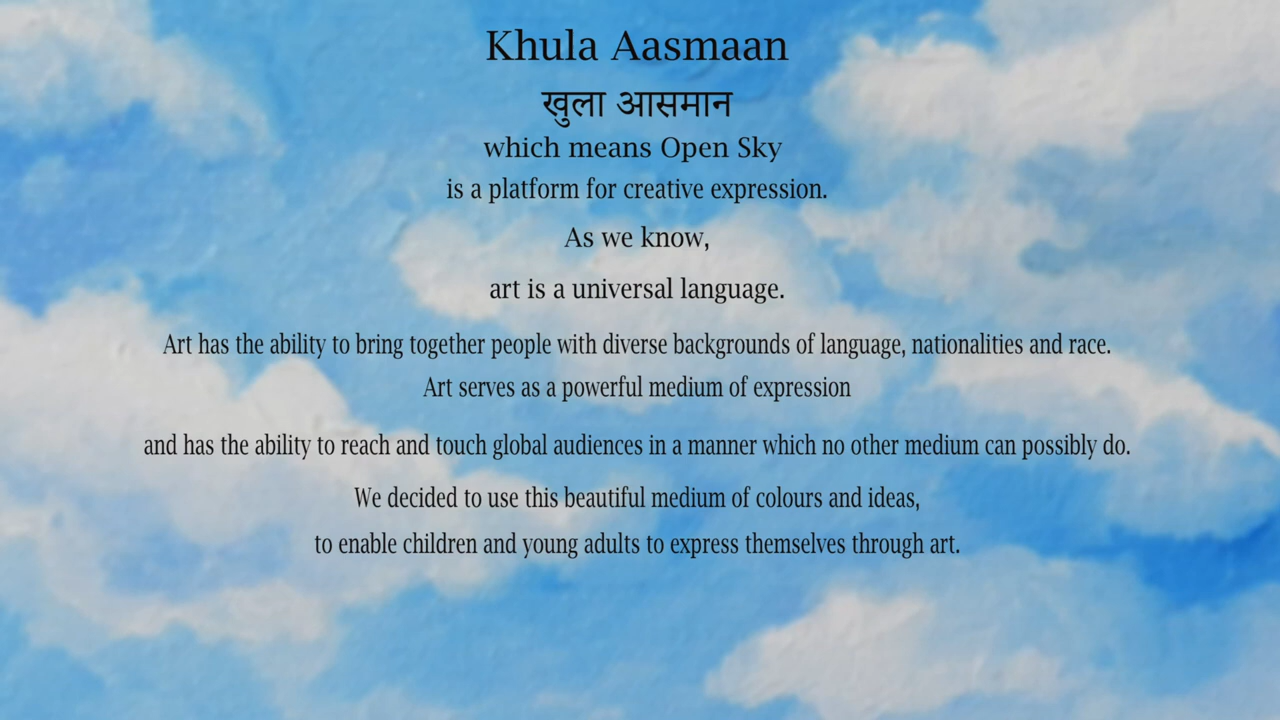 Khula Aasmaan
खुला आसमान
which means Open Sky
is a platform for creative expression.
As we know,
art is a universal language.
Art has the ability to bring together people with diverse backgrounds of language, nationalities and race.
Art serves as a powerful medium of expression
and has the ability to reach and touch global audiences in a manner which no other medium can possibly do.
We decided to use this beautiful medium of colours and ideas,
to enable children and young adults to express themselves through art.